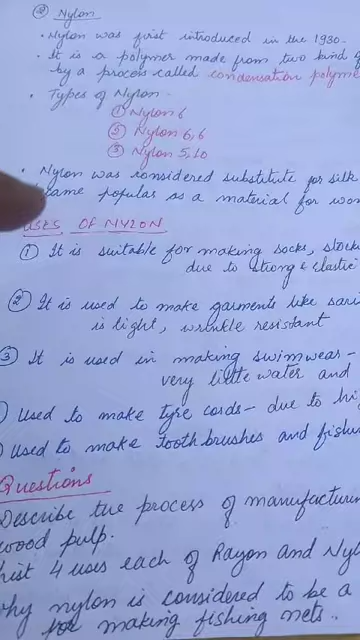 ② Nylon
• Nylon was first introduced in the 1930.
• It is a polymer made from two kind
by a process called condensation polyme
• Types of Nylon.
① Nylon 6
② Nylon 6,6
③ Nylon 5,10
• Nylon was considered substitute for silk
came popular as a material for wom
USES OF NYLON
① It is suitable for making socks, stock
due to strong & elastic
② It is used to make garments like sari
is light, wrinkle resistant
③ It is used in making swimwear-
very little water and
Used to make tyre cords- due to hi
Used to make toothbrushes and fishi
Questions
Describe the process of manufacturin
wood pulp.
List 4 uses each of Rayon and Nyl
Why nylon is considered to be a
for making fishing nets.